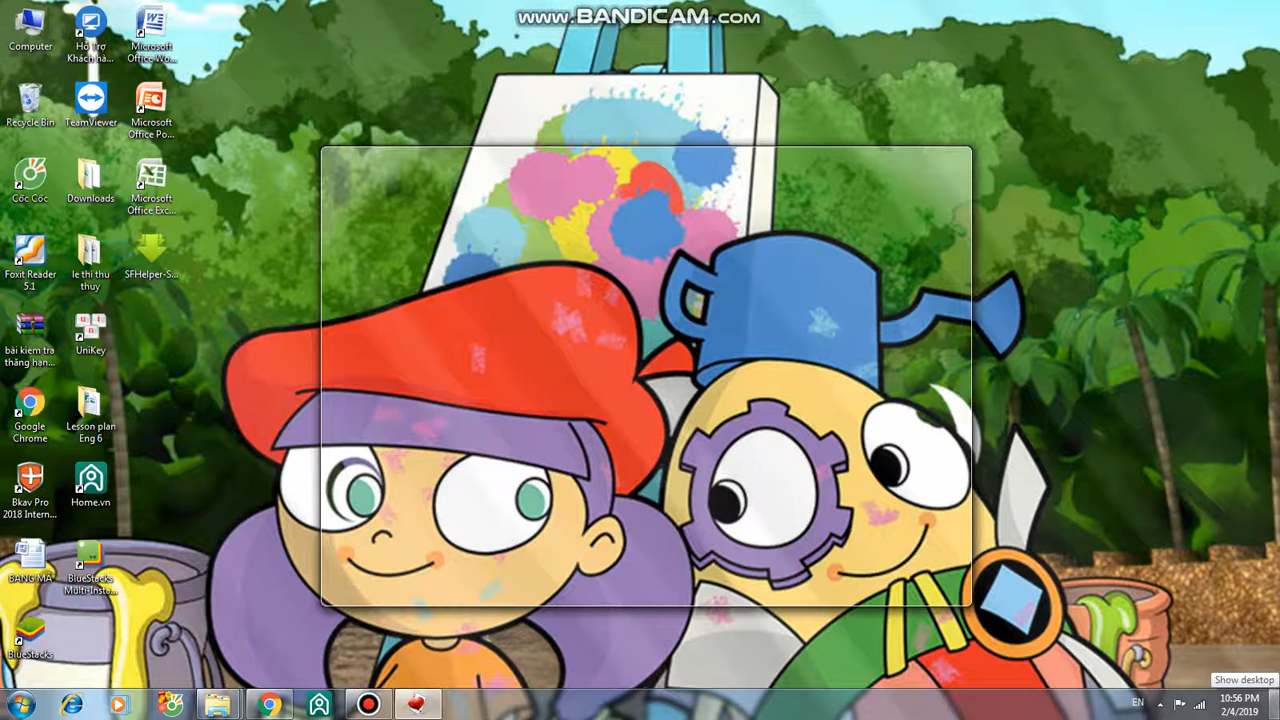 www.BANDICAM.com
Computer
Hỗ Trợ
Khách hà...
Microsoft
Office Wo...
Recycle Bin
TeamViewer
Microsoft
Office Po...
Cốc Cốc
Downloads
Microsoft
Office Exc...
Foxit Reader
5.1
le thi thu
thuy
SFHelper-S...
bài kiem tra
thăng hạn...
UniKey
Google
Chrome
Lesson plan
Eng 6
Bkav Pro
2018 Intern...
Home.vn
BANG MA
BlueStacks
Multi-Insta...
BlueStacks
Show desktop
EN
10:56 PM
2/4/2019